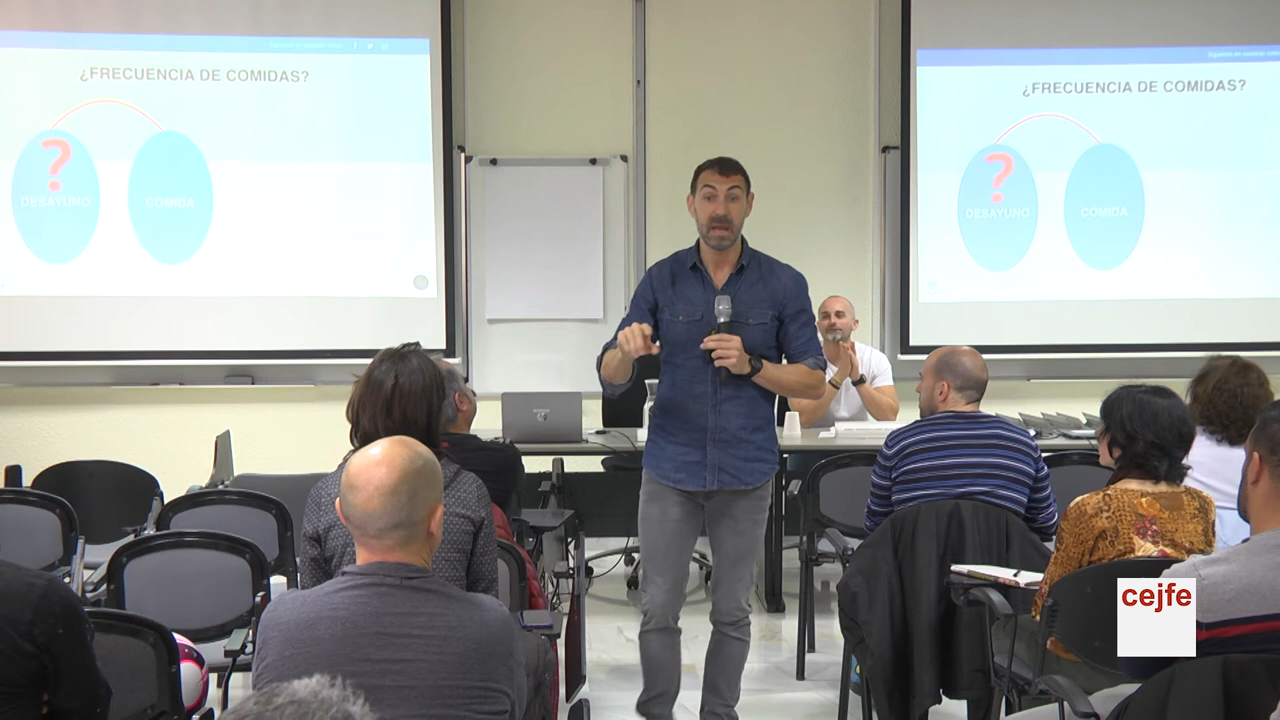 ¿FRECUENCIA DE COMIDAS?
?
DESAYUNO
COMIDA
¿FRECUENCIA DE COMIDAS?
?
DESAYUNO
COMIDA
cejfe